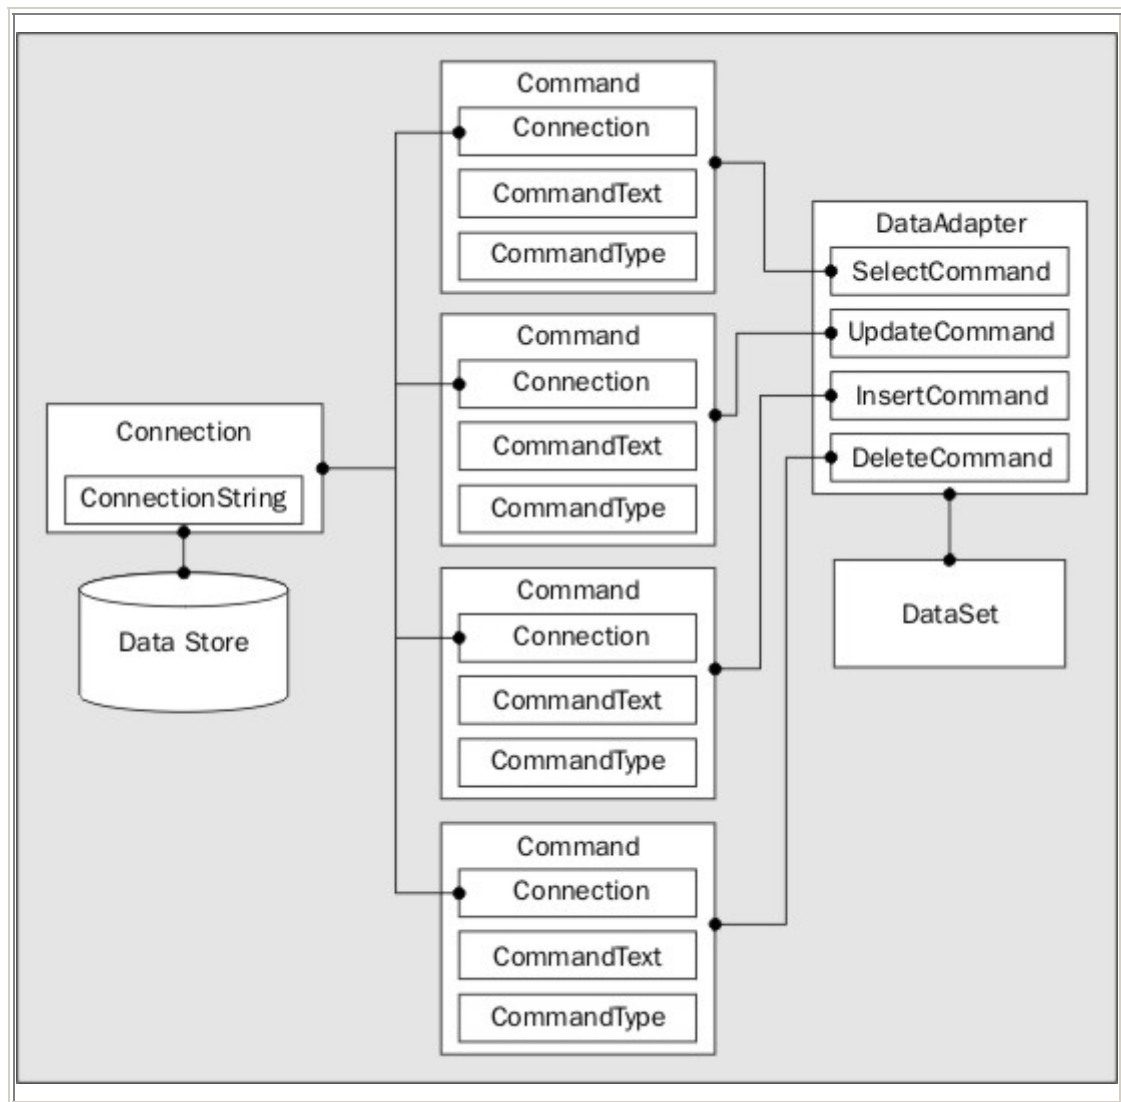 Connection
ConnectionString
Data Store
Command
Connection
CommandText
CommandType
Command
Connection
CommandText
CommandType
Command
Connection
CommandText
CommandType
Command
Connection
CommandText
CommandType
DataAdapter
SelectCommand
UpdateCommand
InsertCommand
DeleteCommand
DataSet